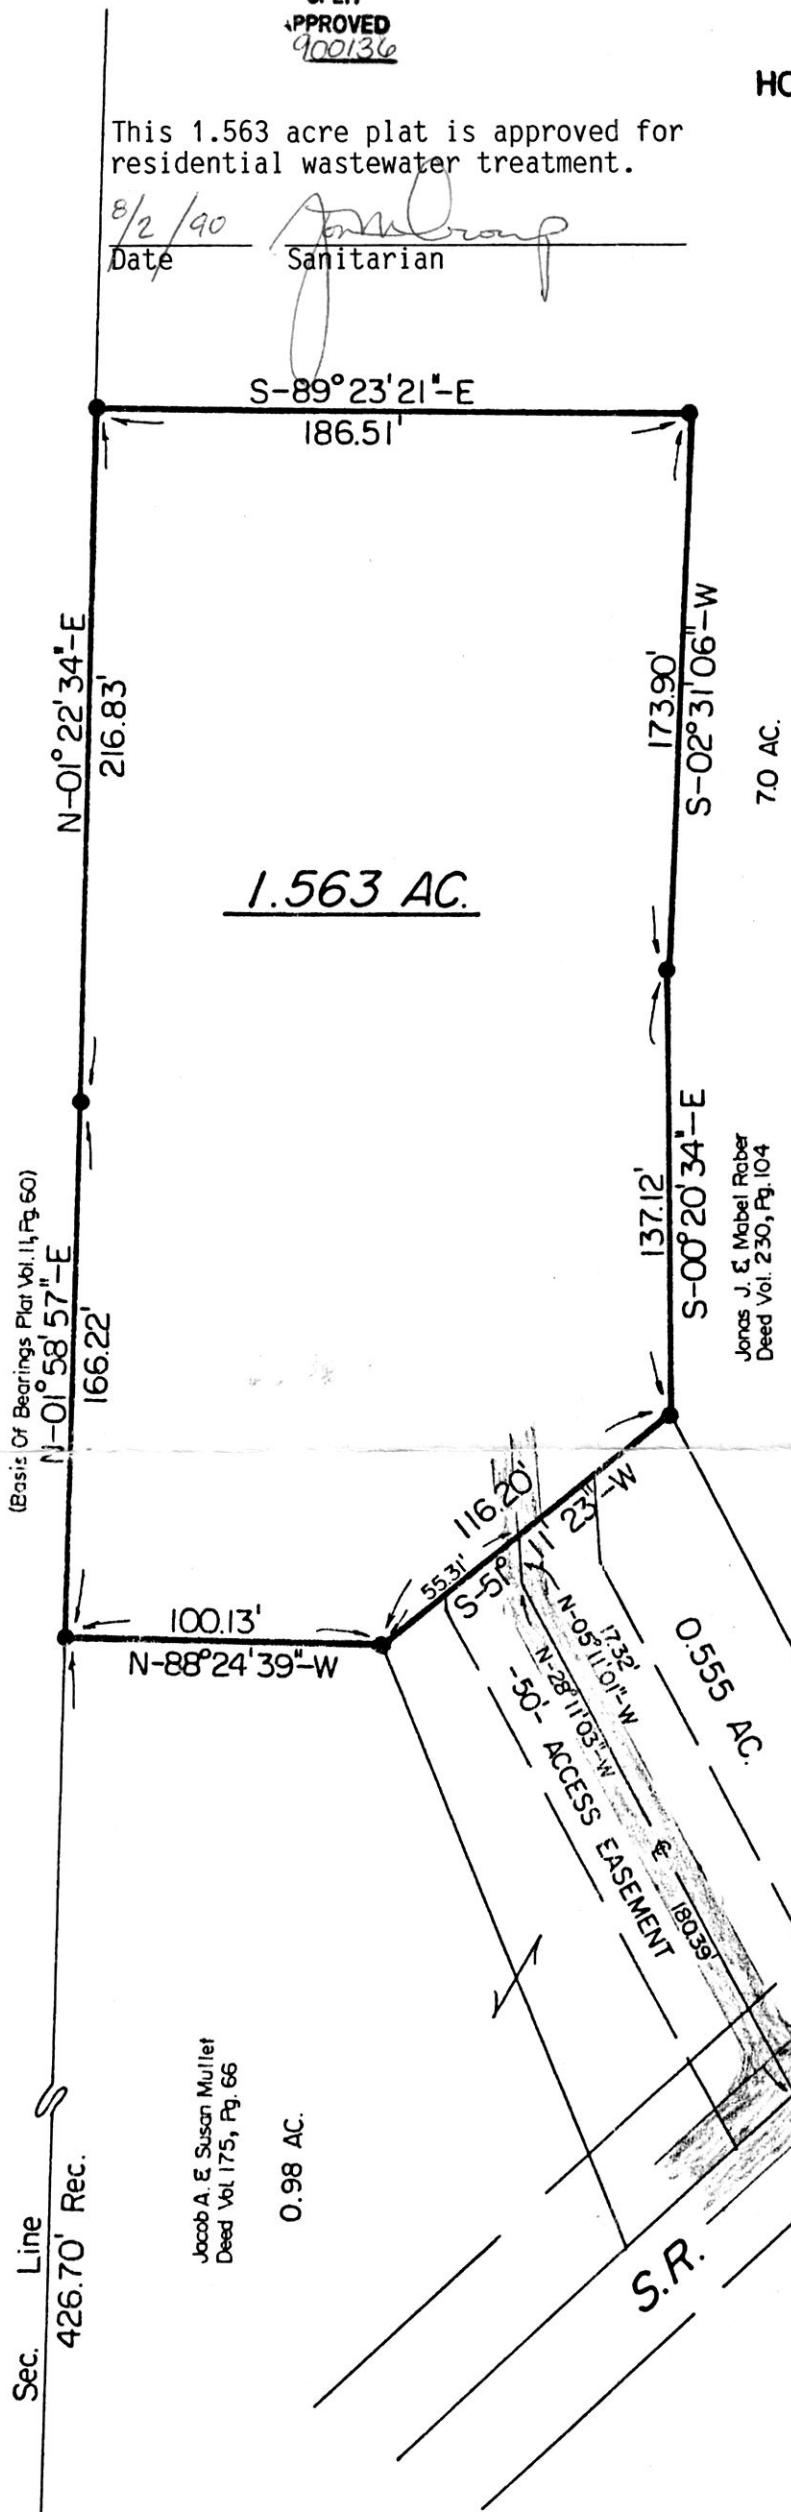 APPROVED
900136
HO
This 1.563 acre plat is approved for
residential wastewater treatment.
8/2/90
Date
Sanitarian
S-89°23'21"-E
186.51'
N-01°22'34"-E
216.83'
173.90'
S-02°31'06"-W
7.0 AC.
1.563 AC.
(Basis Of Bearings Plat Vol. 11, Pg. 60)
N-01°58'57"-E
166.22'
137.12'
S-00°20'34"-E
Jonas J. & Mabel Raber
Deed Vol. 230, Pg. 104
116.20'
55.31'
S-51°11'23"-W
100.13'
N-88°24'39"-W
17.32'
N-05°11'01"-W
N-28°11'03"-W
-50'- ACCESS EASEMENT
℄
180.39'
0.555 AC.
Jacob A. & Susan Mullet
Deed Vol. 175, Pg. 66
0.98 AC.
Sec. Line
426.70' Rec.
S.R.